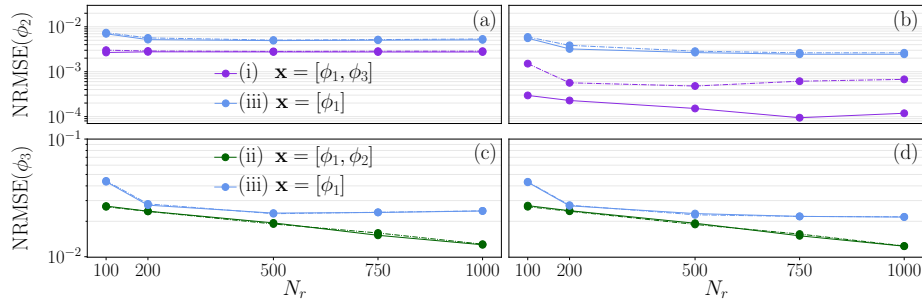 NRMSE(ϕ₂)
10⁻²
10⁻³
10⁻⁴
(a)
(i) x = [ϕ₁, ϕ₃]
(iii) x = [ϕ₁]
(b)
NRMSE(ϕ₃)
10⁻¹
10⁻²
(ii) x = [ϕ₁, ϕ₂]
(iii) x = [ϕ₁]
(c)
(d)
100 200 500 750 1000
100 200 500 750 1000
Nᵣ
Nᵣ